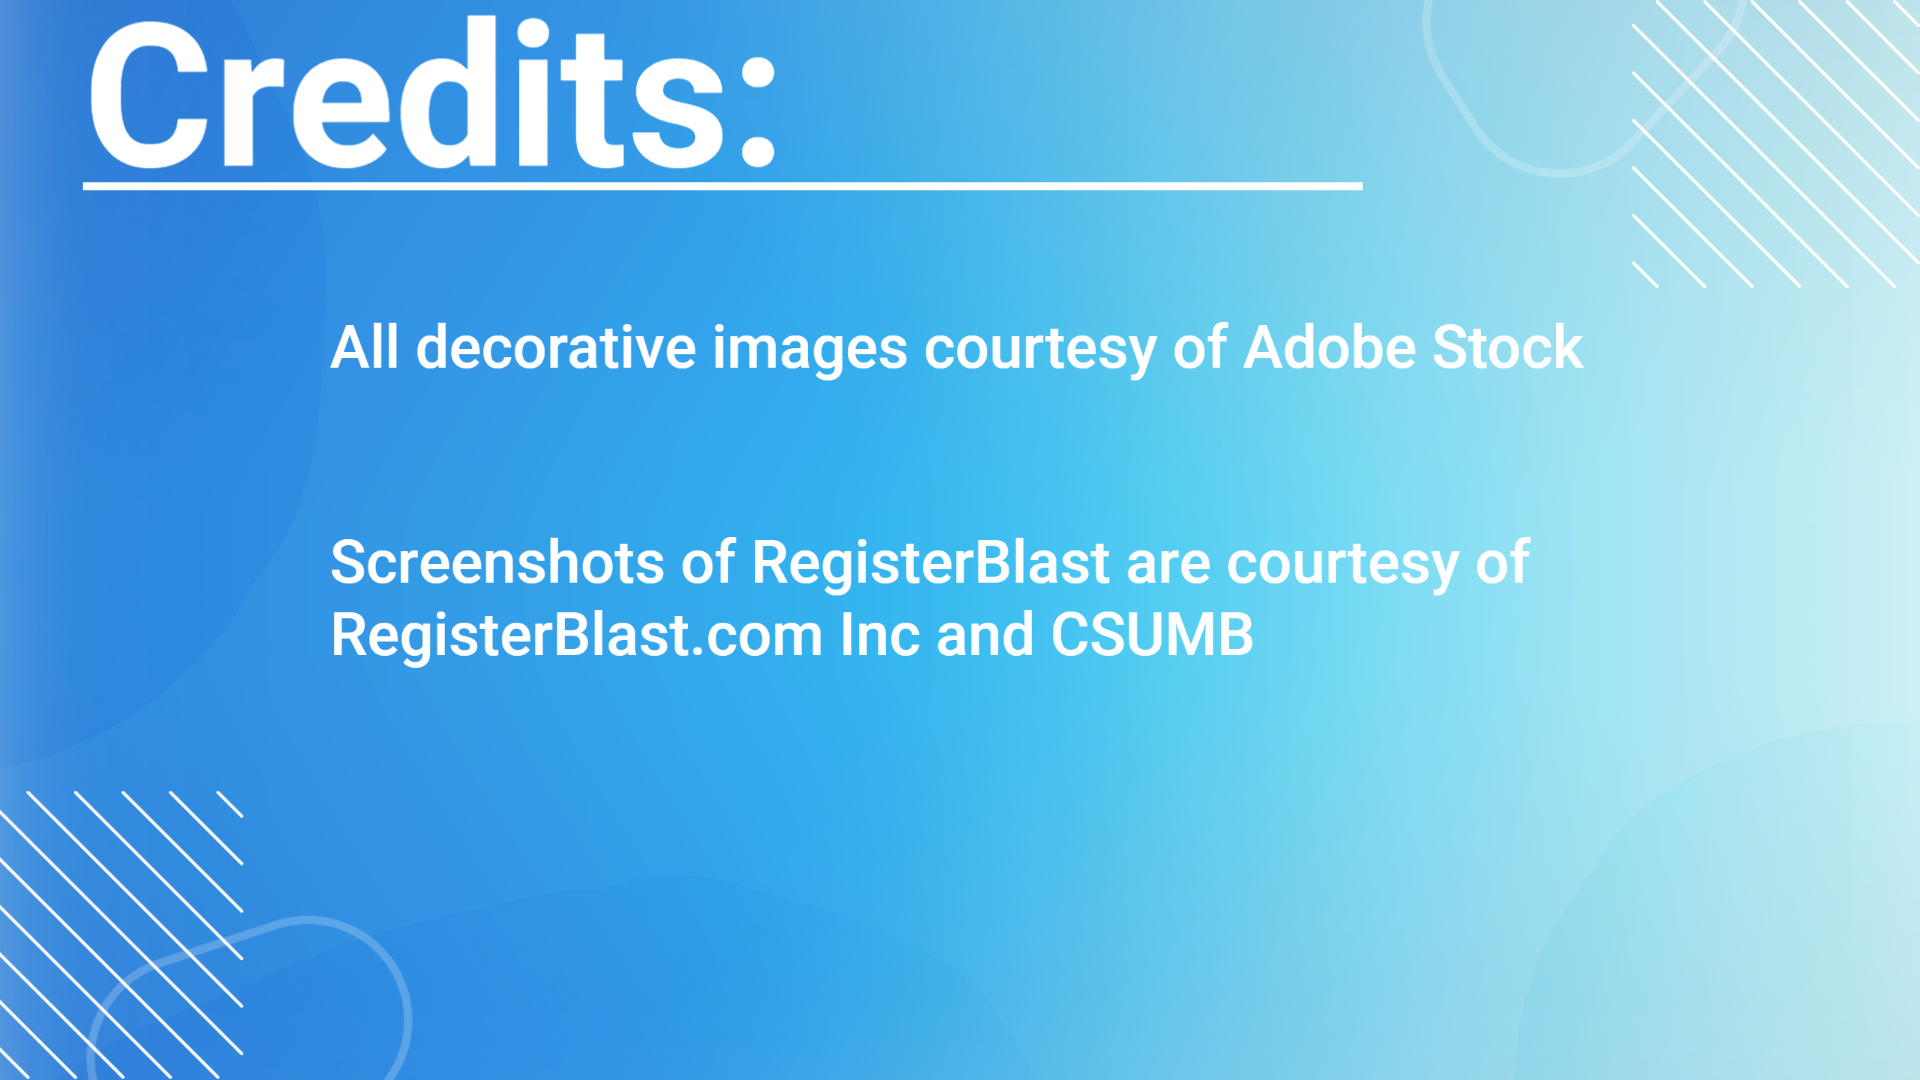 Credits:
All decorative images courtesy of Adobe Stock
Screenshots of RegisterBlast are courtesy of
RegisterBlast.com Inc and CSUMB